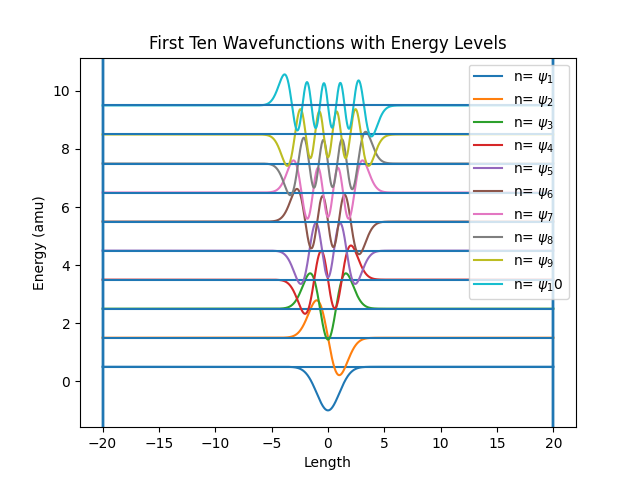 First Ten Wavefunctions with Energy Levels
n= ψ₁
n= ψ₂
n= ψ₃
n= ψ₄
n= ψ₅
n= ψ₆
n= ψ₇
n= ψ₈
n= ψ₉
n= ψ₁0
10
8
6
4
2
0
Energy (amu)
−20 −15 −10 −5 0 5 10 15 20
Length